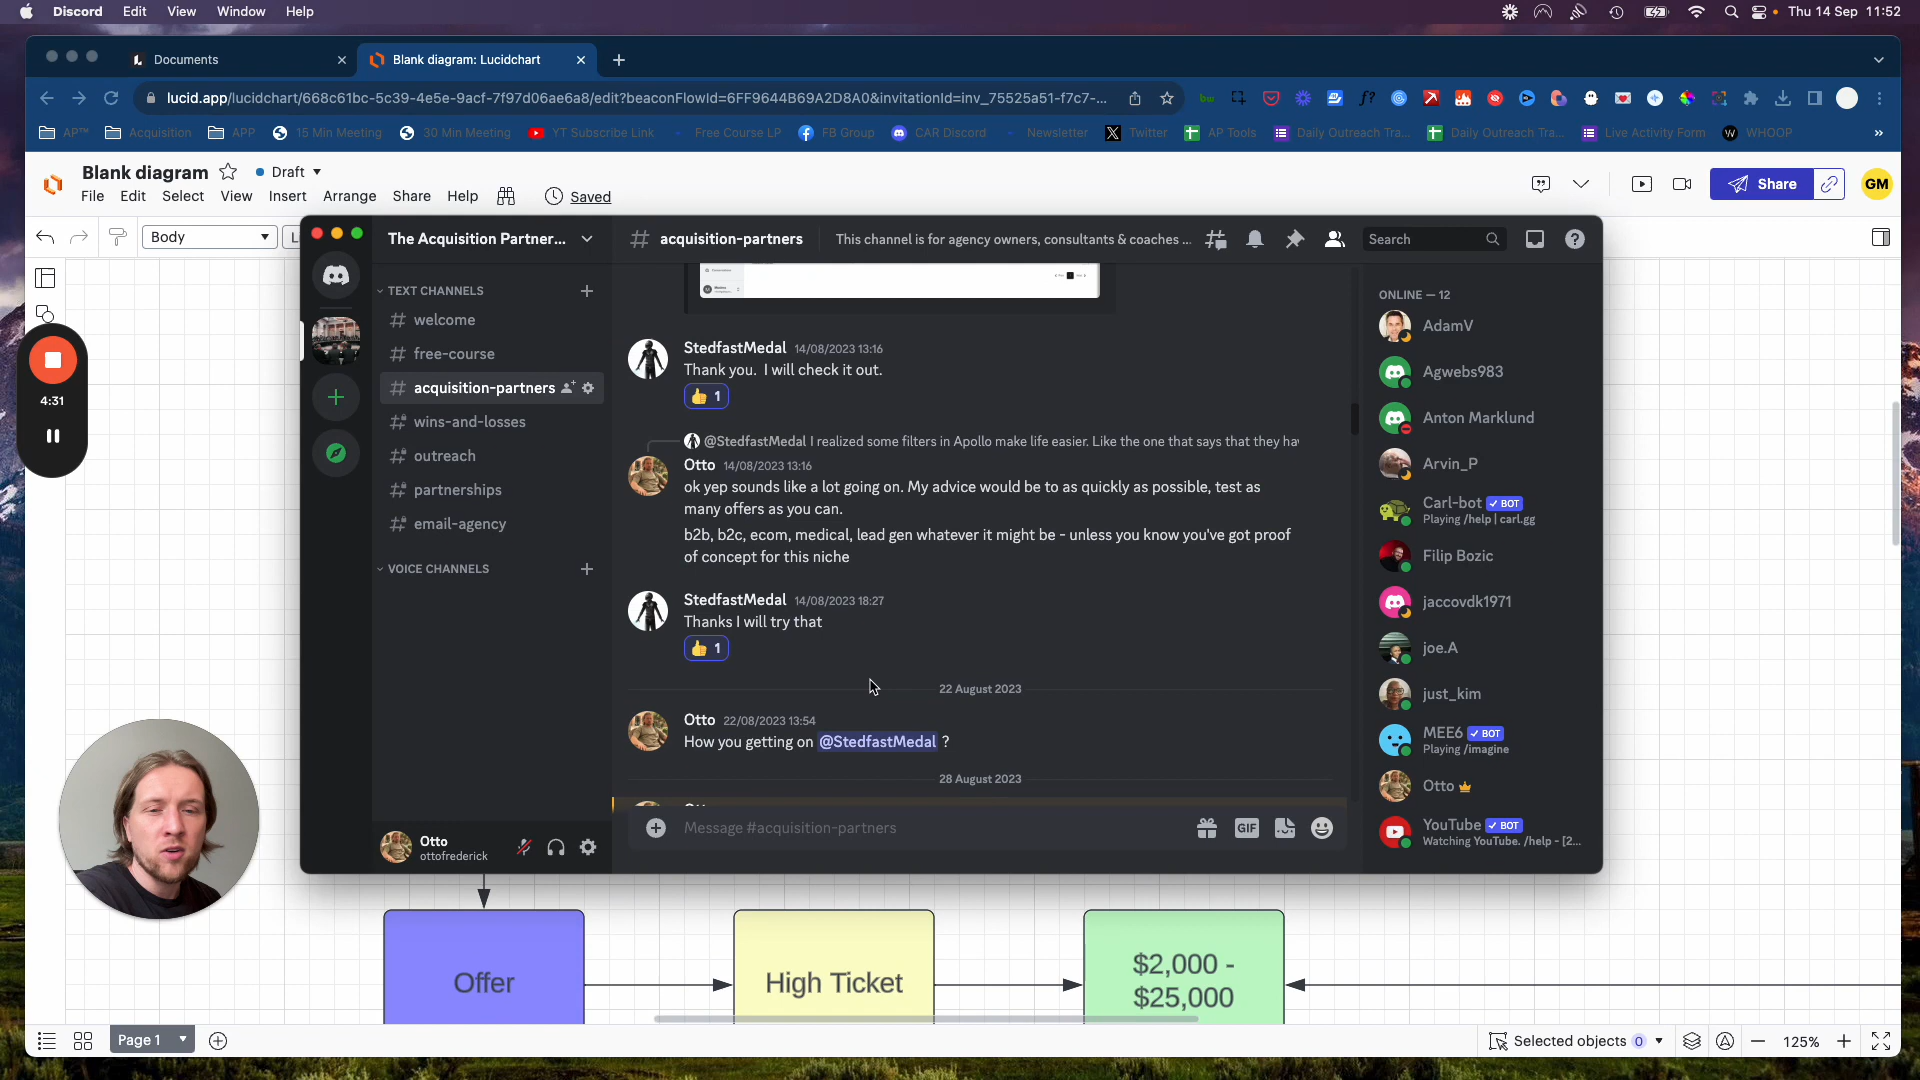 Discord Edit View Window Help
Thu 14 Sep 11:52
Documents
Blank diagram: Lucidchart
lucid.app/lucidchart/668c61bc-5c39-4e5e-9acf-7f97d06ae6a8/edit?beaconFlowId=6FF9644B69A2D8A0&invitationId=inv_75525a51-f7c7-...
AP™ Acquisition APP 15 Min Meeting 30 Min Meeting YT Subscribe Link Free Course LP FB Group CAR Discord Newsletter Twitter AP Tools Daily Outreach Tra... Daily Outreach Tra... Live Activity Form WHOOP
Blank diagram Draft
File Edit Select View Insert Arrange Share Help Saved
Share
GM
Body
4:31
The Acquisition Partner...
TEXT CHANNELS
welcome
free-course
acquisition-partners
wins-and-losses
outreach
partnerships
email-agency
VOICE CHANNELS
Otto
ottofrederick
acquisition-partners This channel is for agency owners, consultants & coaches ...
Search
StedfastMedal 14/08/2023 13:16
Thank you. I will check it out.
1
@StedfastMedal I realized some filters in Apollo make life easier. Like the one that says that they ha
Otto 14/08/2023 13:16
ok yep sounds like a lot going on. My advice would be to as quickly as possible, test as
many offers as you can.
b2b, b2c, ecom, medical, lead gen whatever it might be - unless you know you've got proof
of concept for this niche
StedfastMedal 14/08/2023 18:27
Thanks I will try that
1
22 August 2023
Otto 22/08/2023 13:54
How you getting on @StedfastMedal ?
28 August 2023
Message #acquisition-partners
GIF
ONLINE — 12
AdamV
Agwebs983
Anton Marklund
Arvin_P
Carl-bot BOT
Playing /help | carl.gg
Filip Bozic
jaccovdk1971
joe.A
just_kim
MEE6 BOT
Playing /imagine
Otto
YouTube BOT
Watching YouTube. /help - [2...
Offer
High Ticket
$2,000 -
$25,000
Page 1
Selected objects 0
125%